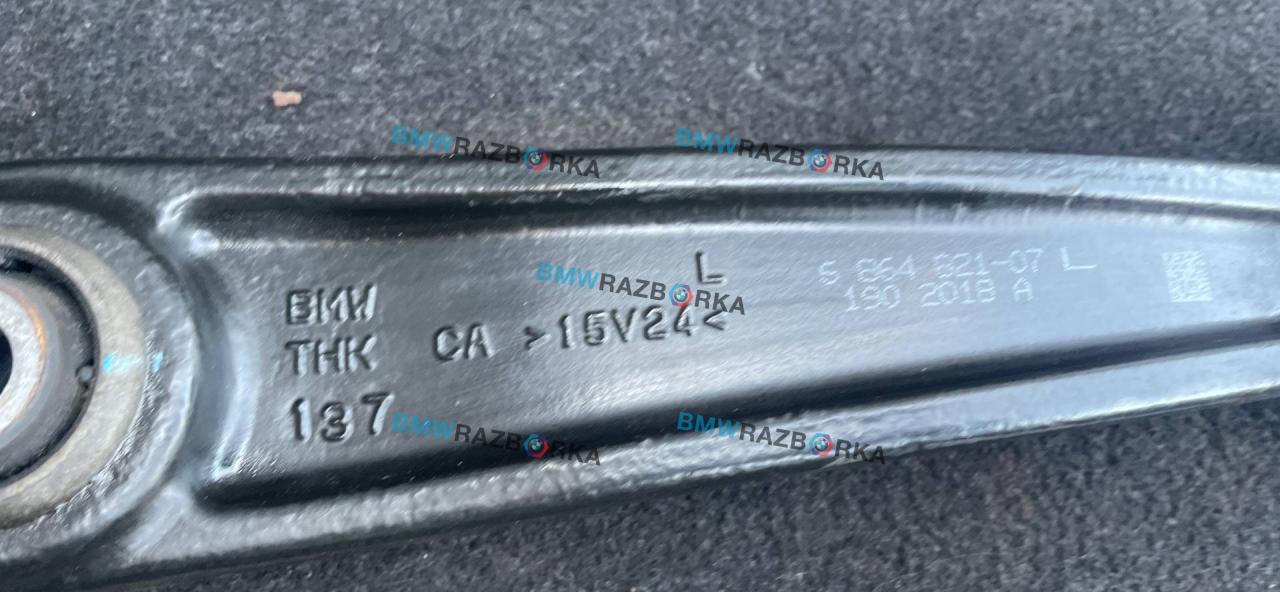 BMWRAZBORKA
BMWRAZBORKA
BMWRAZBORKA
L
6 864 821-07 L
190 2018 A
BMW
THK
137
CA >15V24<
BMWRAZBORKA
BMWRAZBORKA